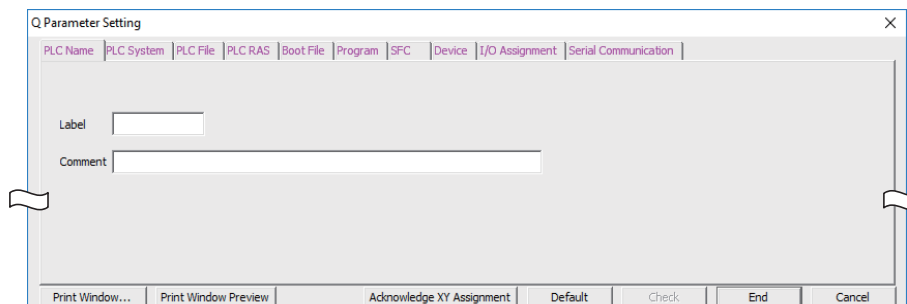 Q Parameter Setting
PLC Name PLC System PLC File PLC RAS Boot File Program SFC Device I/O Assignment Serial Communication
Label
Comment
Print Window... Print Window Preview Acknowledge XY Assignment Default Check End Cancel